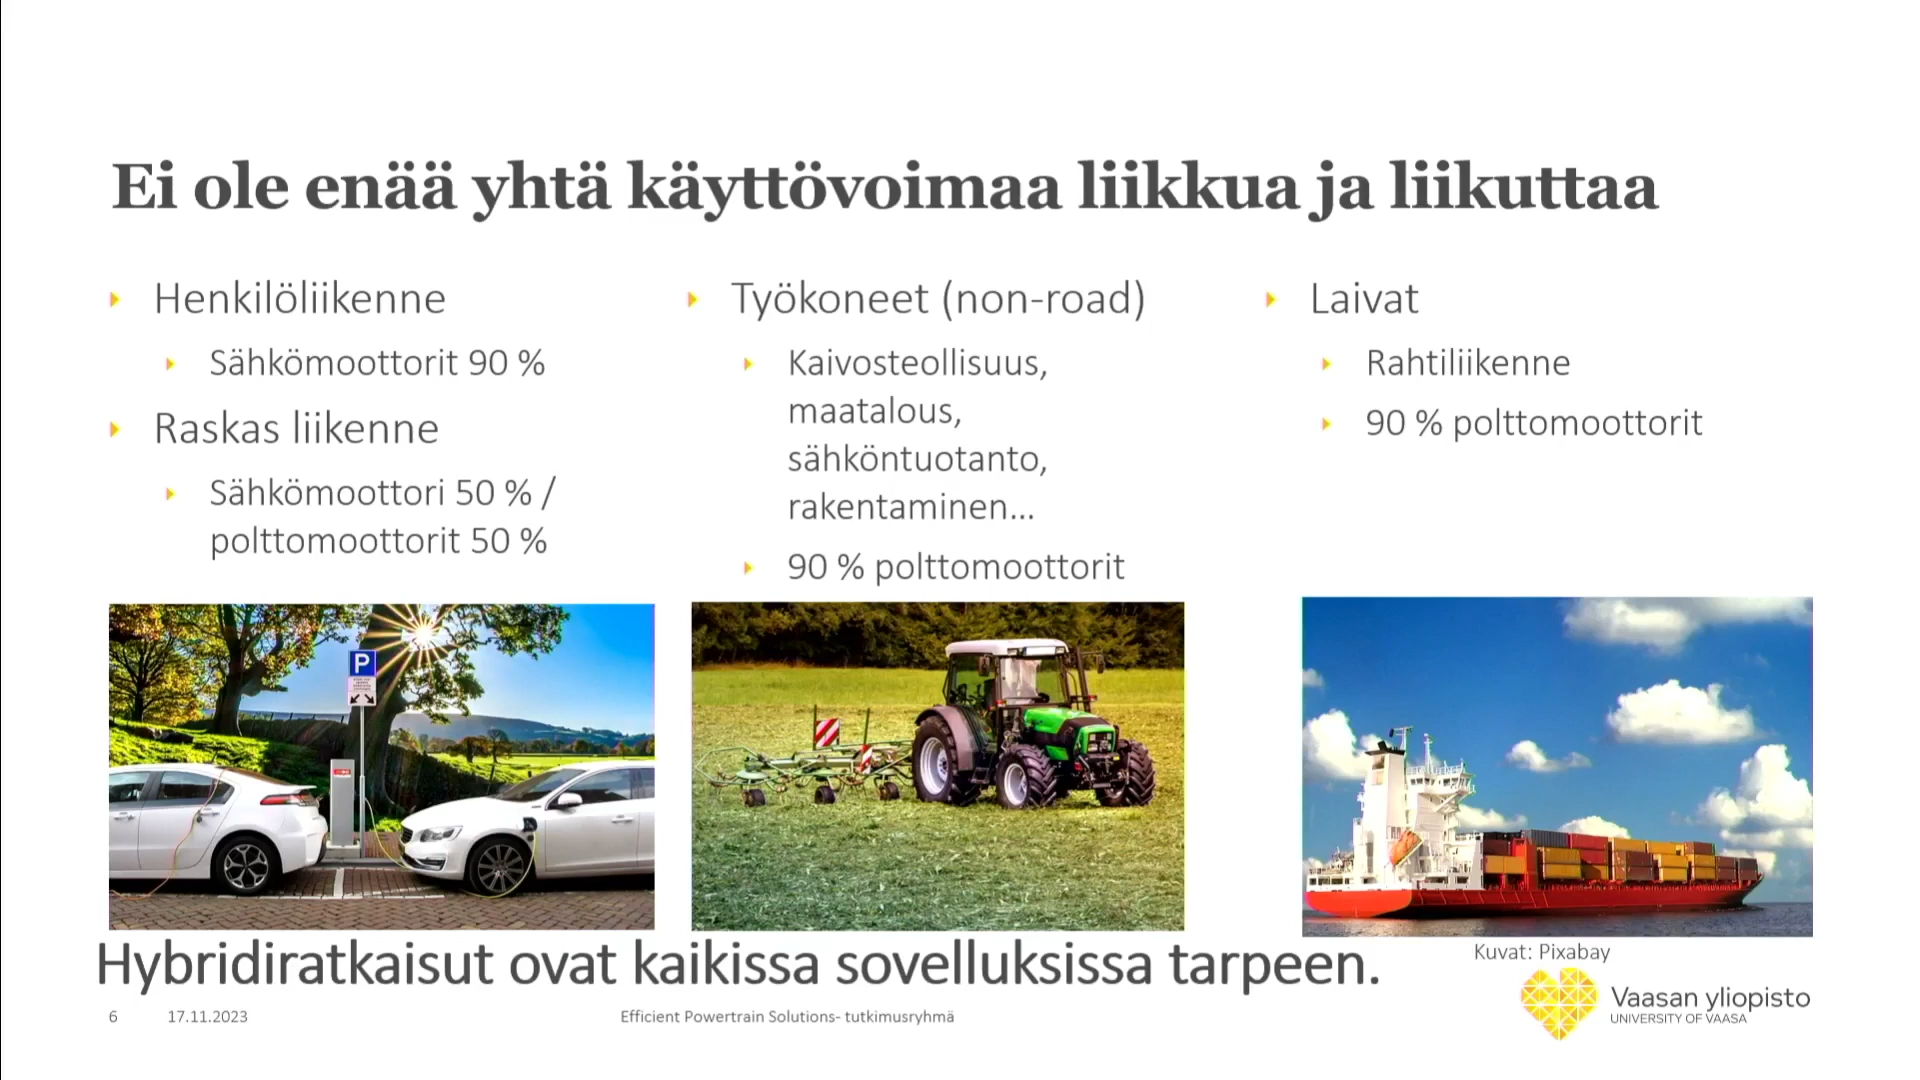 Ei ole enää yhtä käyttövoimaa liikkua ja liikuttaa
Henkilöliikenne
Sähkömoottorit 90 %
Raskas liikenne
Sähkömoottori 50 % /
polttomoottorit 50 %
Työkoneet (non-road)
Kaivosteollisuus,
maatalous,
sähköntuotanto,
rakentaminen...
90 % polttomoottorit
Laivat
Rahtiliikenne
90 % polttomoottorit
P
Hybridiratkaisut ovat kaikissa sovelluksissa tarpeen.
Kuvat: Pixabay
6
17.11.2023
Efficient Powertrain Solutions- tutkimusryhmä
Vaasan yliopisto
UNIVERSITY OF VAASA